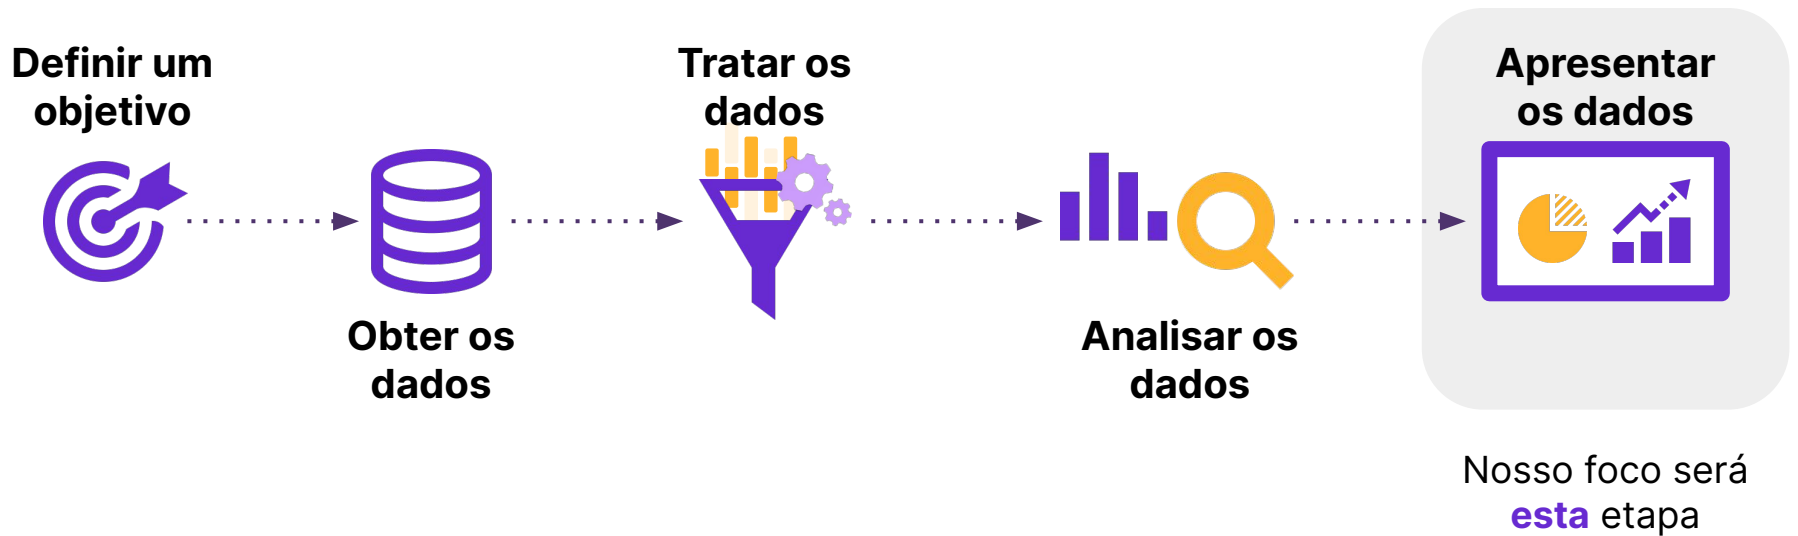 Definir um
objetivo
Obter os
dados
Tratar os
dados
Analisar os
dados
Apresentar
os dados
Nosso foco será
esta etapa